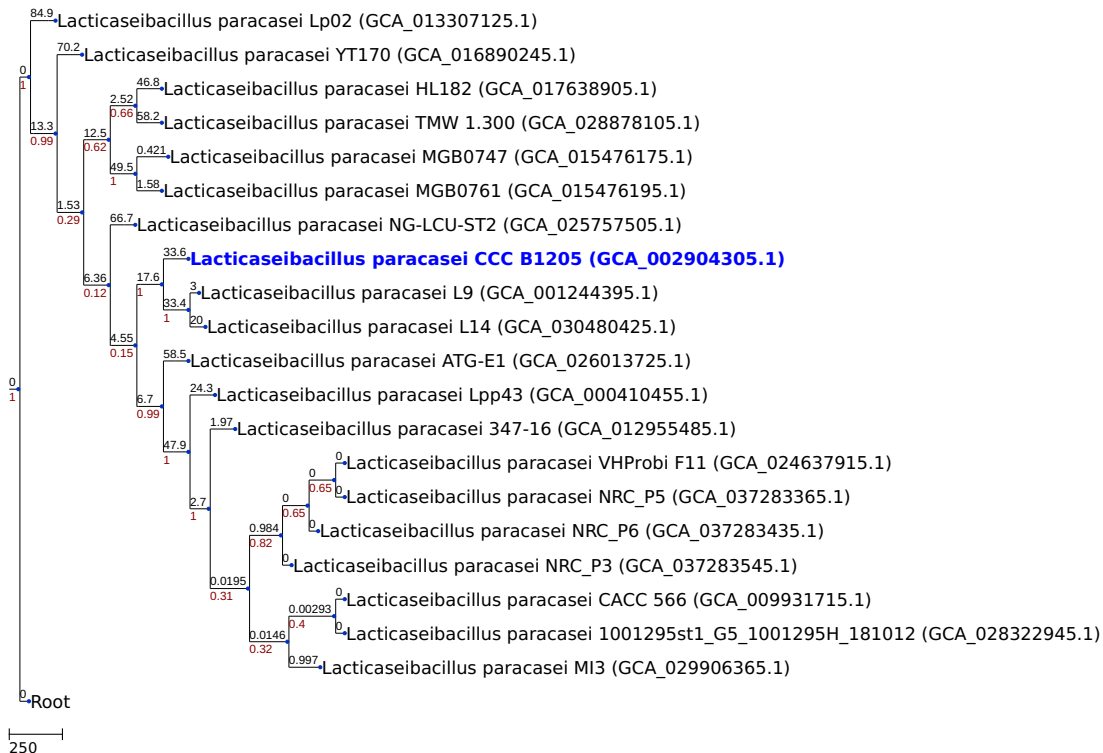 84.9
Lacticaseibacillus paracasei Lp02 (GCA_013307125.1)
70.2
Lacticaseibacillus paracasei YT170 (GCA_016890245.1)
0
1
46.8
Lacticaseibacillus paracasei HL182 (GCA_017638905.1)
2.52
0.66
58.2
Lacticaseibacillus paracasei TMW 1.300 (GCA_028878105.1)
13.3
0.99
12.5
0.62
0.421
Lacticaseibacillus paracasei MGB0747 (GCA_015476175.1)
49.5
1
1.58
Lacticaseibacillus paracasei MGB0761 (GCA_015476195.1)
1.53
0.29
66.7
Lacticaseibacillus paracasei NG-LCU-ST2 (GCA_025757505.1)
33.6
Lacticaseibacillus paracasei CCC B1205 (GCA_002904305.1)
6.36
0.12
17.6
1
3
Lacticaseibacillus paracasei L9 (GCA_001244395.1)
33.4
1
20
Lacticaseibacillus paracasei L14 (GCA_030480425.1)
4.55
0.15
58.5
Lacticaseibacillus paracasei ATG-E1 (GCA_026013725.1)
0
1
24.3
Lacticaseibacillus paracasei Lpp43 (GCA_000410455.1)
6.7
0.99
1.97
Lacticaseibacillus paracasei 347-16 (GCA_012955485.1)
47.9
1
0
Lacticaseibacillus paracasei VHProbi F11 (GCA_024637915.1)
0
0.65
0
Lacticaseibacillus paracasei NRC_P5 (GCA_037283365.1)
2.7
1
0
0.65
0
Lacticaseibacillus paracasei NRC_P6 (GCA_037283435.1)
0.984
0.82
0
Lacticaseibacillus paracasei NRC_P3 (GCA_037283545.1)
0.0195
0.31
0
Lacticaseibacillus paracasei CACC 566 (GCA_009931715.1)
0.00293
0.4
0
Lacticaseibacillus paracasei 1001295st1_G5_1001295H_181012 (GCA_028322945.1)
0.0146
0.32
0.997
Lacticaseibacillus paracasei MI3 (GCA_029906365.1)
0
Root
250